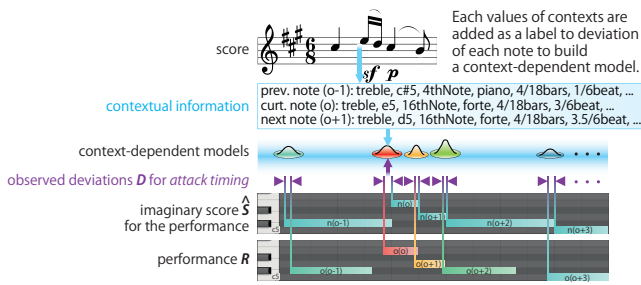 Each values of contexts are
added as a label to deviation
of each note to build
a context-dependent model.
score
6
8
sf p
prev. note (o-1): treble, c#5, 4thNote, piano, 4/18bars, 1/6beat, ...
contextual information
curt. note (o): treble, e5, 16thNote, forte, 4/18bars, 3/6beat, ...
next note (o+1): treble, d5, 16thNote, forte, 4/18bars, 3.5/6beat, ...
context-dependent models
observed deviations D for attack timing
imaginary score Ŝ
for the performance
n(o)
n(o+1)
n(o-1)
n(o+2)
c5
n(o+3)
performance R
o(o)
o(o+1)
o(o-1)
o(o+2)
c5
o(o+3)